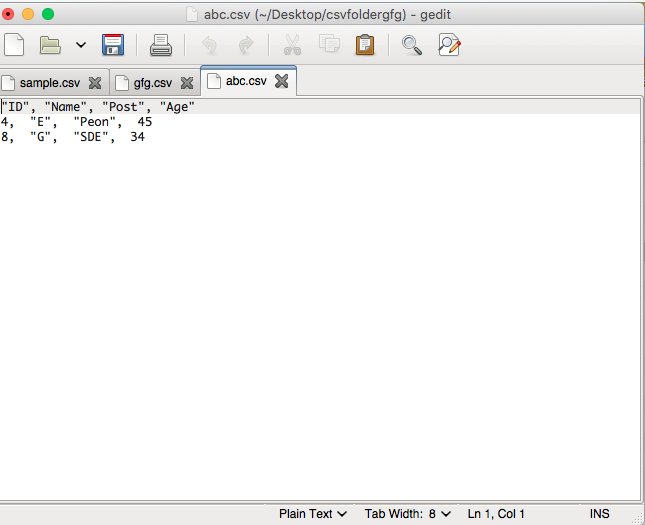 abc.csv (~/Desktop/csvfoldergfg) - gedit
sample.csv gfg.csv abc.csv
"ID", "Name", "Post", "Age"
4,  "E",  "Peon",  45
8,  "G",  "SDE",  34
Plain Text Tab Width: 8 Ln 1, Col 1 INS